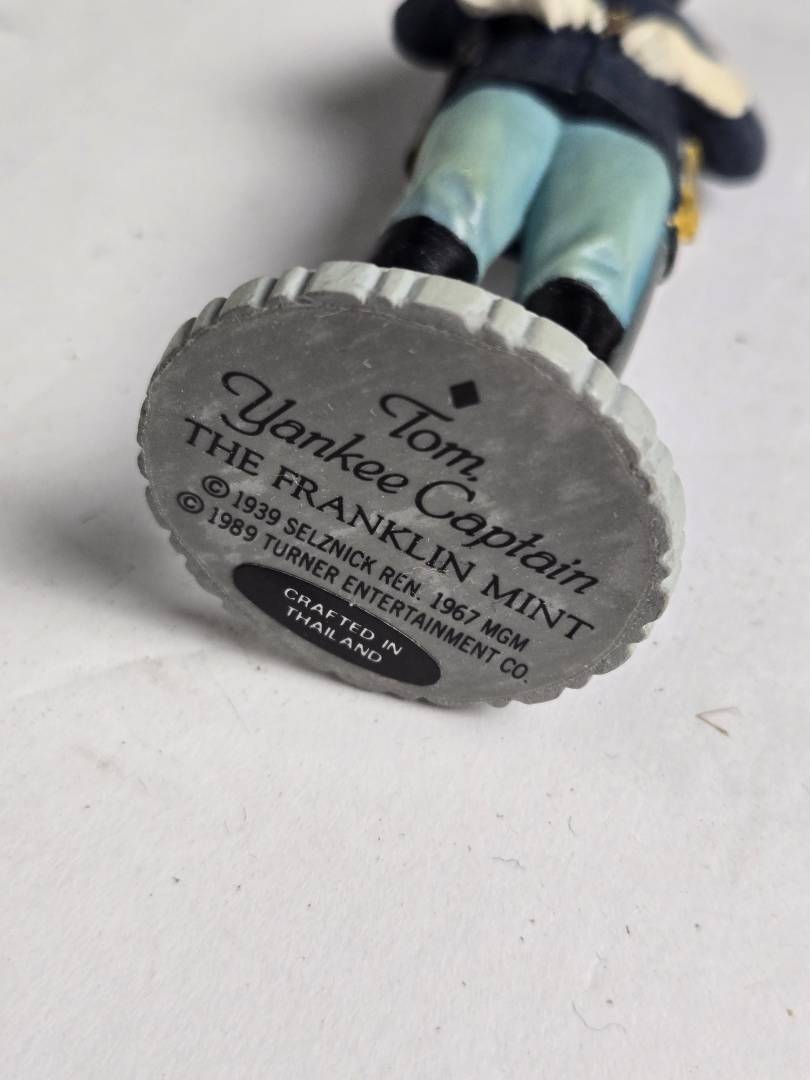 Tom,
Yankee Captain
THE FRANKLIN MINT
© 1939 SELZNICK REN. 1967 MGM
© 1989 TURNER ENTERTAINMENT CO.
CRAFTED IN
THAILAND